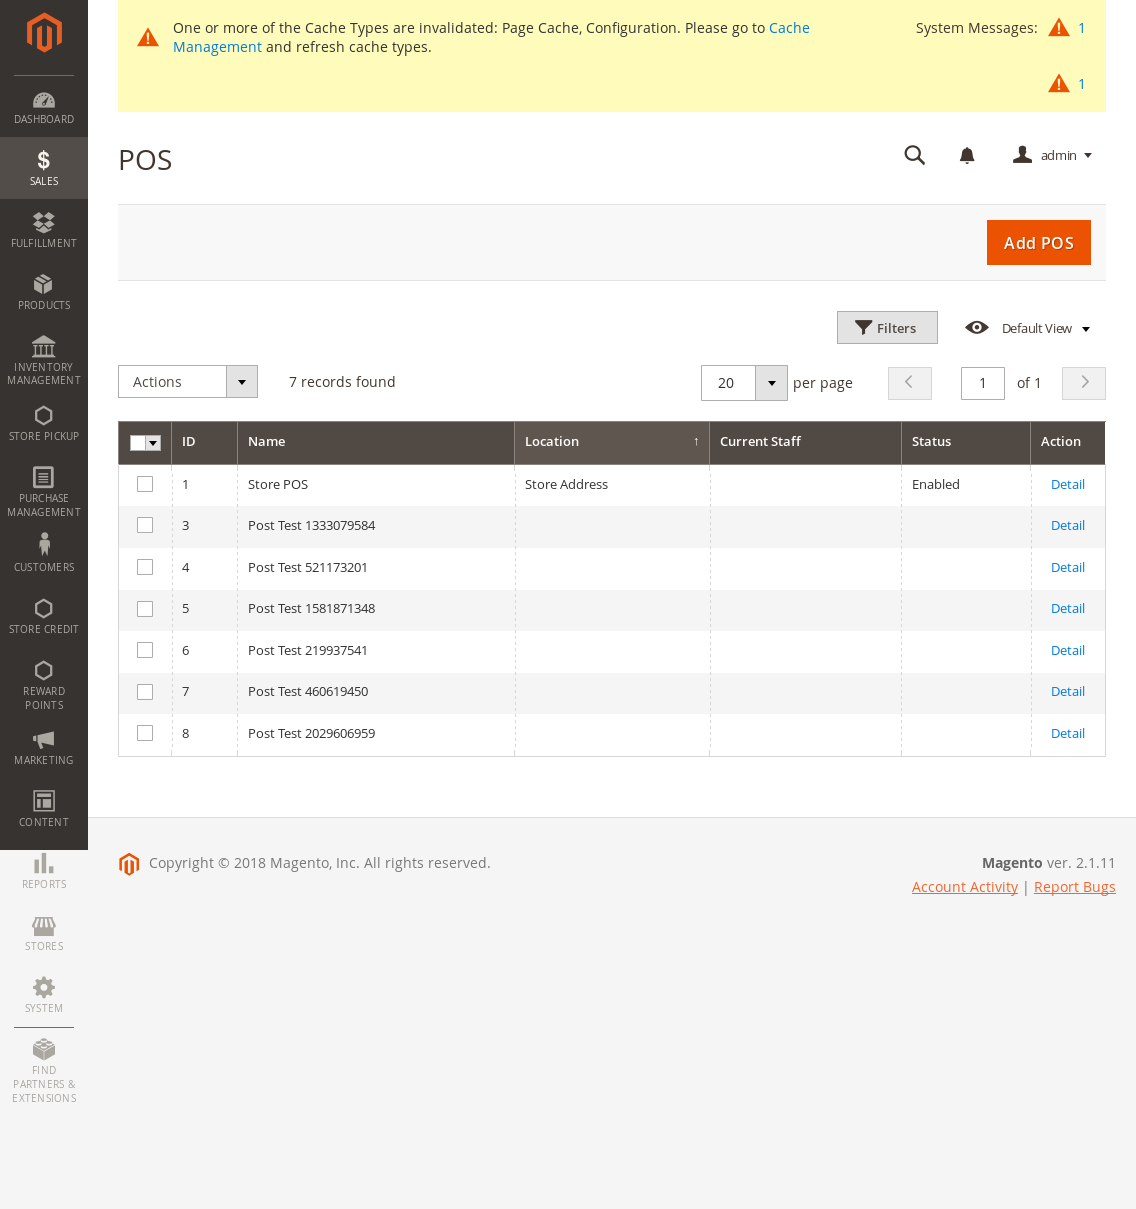 One or more of the Cache Types are invalidated: Page Cache, Configuration. Please go to Cache
Management and refresh cache types.
System Messages: 1
1
DASHBOARD
SALES
FULFILLMENT
PRODUCTS
INVENTORY
MANAGEMENT
STORE PICKUP
PURCHASE
MANAGEMENT
CUSTOMERS
STORE CREDIT
REWARD
POINTS
MARKETING
CONTENT
REPORTS
STORES
SYSTEM
FIND
PARTNERS &
EXTENSIONS
POS
admin
Add POS
Filters
Default View
Actions
7 records found
20 per page
1 of 1
ID Name Location ↑ Current Staff Status Action
1 Store POS Store Address Enabled Detail
3 Post Test 1333079584 Detail
4 Post Test 521173201 Detail
5 Post Test 1581871348 Detail
6 Post Test 219937541 Detail
7 Post Test 460619450 Detail
8 Post Test 2029606959 Detail
Copyright © 2018 Magento, Inc. All rights reserved.
Magento ver. 2.1.11
Account Activity | Report Bugs